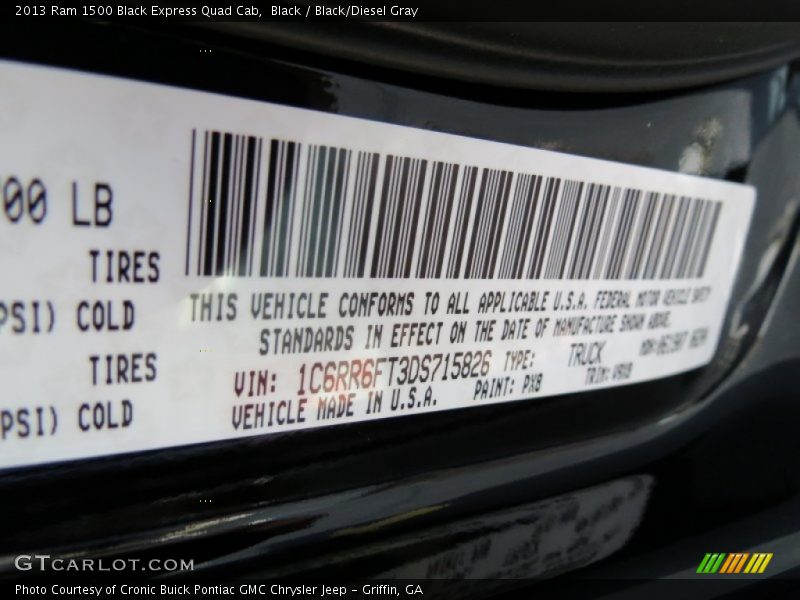 2013 Ram 1500 Black Express Quad Cab, Black / Black/Diesel Gray
00 LB
TIRES
PSI) COLD
TIRES
PSI) COLD
THIS VEHICLE CONFORMS TO ALL APPLICABLE U.S.A. FEDERAL MOTOR VEHICLE SAFETY
STANDARDS IN EFFECT ON THE DATE OF MANUFACTURE SHOWN ABOVE.
VIN: 1C6RR6FT3DS715826 TYPE: TRUCK
VEHICLE MADE IN U.S.A. PAINT: PX8 TRIM: V9X8
GTCARLOT.COM
Photo Courtesy of Cronic Buick Pontiac GMC Chrysler Jeep - Griffin, GA